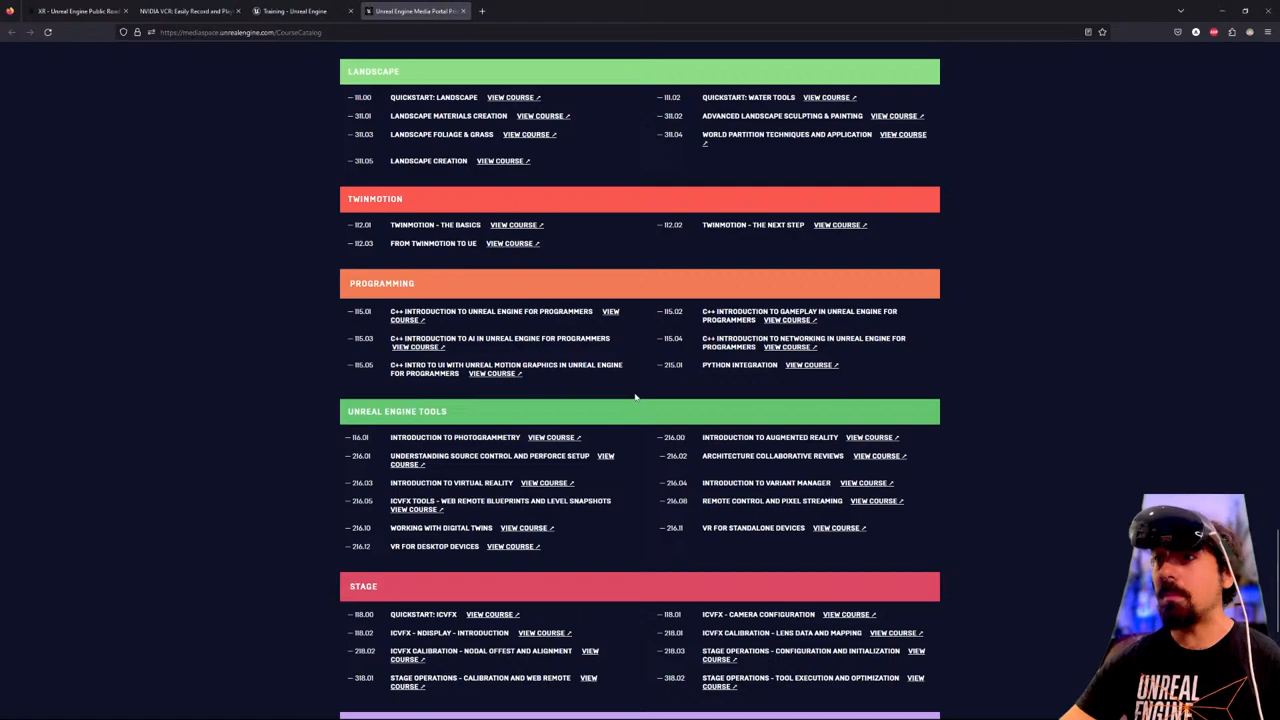 XR - Unreal Engine Public Road
NVIDIA VCR: Easily Record and Play
Training - Unreal Engine
Unreal Engine Media Portal Pri
https://mediaspace.unrealengine.com/CourseCatalog
LANDSCAPE
— 111.00 QUICKSTART: LANDSCAPE VIEW COURSE ↗
— 111.02 QUICKSTART: WATER TOOLS VIEW COURSE ↗
— 311.01 LANDSCAPE MATERIALS CREATION VIEW COURSE ↗
— 311.02 ADVANCED LANDSCAPE SCULPTING & PAINTING VIEW COURSE ↗
— 311.03 LANDSCAPE FOLIAGE & GRASS VIEW COURSE ↗
— 311.04 WORLD PARTITION TECHNIQUES AND APPLICATION VIEW COURSE
↗
— 311.05 LANDSCAPE CREATION VIEW COURSE ↗
TWINMOTION
— 112.01 TWINMOTION - THE BASICS VIEW COURSE ↗
— 112.02 TWINMOTION - THE NEXT STEP VIEW COURSE ↗
— 112.03 FROM TWINMOTION TO UE VIEW COURSE ↗
PROGRAMMING
— 115.01 C++ INTRODUCTION TO UNREAL ENGINE FOR PROGRAMMERS VIEW
COURSE ↗
— 115.02 C++ INTRODUCTION TO GAMEPLAY IN UNREAL ENGINE FOR
PROGRAMMERS VIEW COURSE ↗
— 115.03 C++ INTRODUCTION TO AI IN UNREAL ENGINE FOR PROGRAMMERS
VIEW COURSE ↗
— 115.04 C++ INTRODUCTION TO NETWORKING IN UNREAL ENGINE FOR
PROGRAMMERS VIEW COURSE ↗
— 115.05 C++ INTRO TO UI WITH UNREAL MOTION GRAPHICS IN UNREAL ENGINE
FOR PROGRAMMERS VIEW COURSE ↗
— 215.01 PYTHON INTEGRATION VIEW COURSE ↗
UNREAL ENGINE TOOLS
— 116.01 INTRODUCTION TO PHOTOGRAMMETRY VIEW COURSE ↗
— 216.00 INTRODUCTION TO AUGMENTED REALITY VIEW COURSE ↗
— 216.01 UNDERSTANDING SOURCE CONTROL AND PERFORCE SETUP VIEW
COURSE ↗
— 216.02 ARCHITECTURE COLLABORATIVE REVIEWS VIEW COURSE ↗
— 216.03 INTRODUCTION TO VIRTUAL REALITY VIEW COURSE ↗
— 216.04 INTRODUCTION TO VARIANT MANAGER VIEW COURSE ↗
— 216.05 ICVFX TOOLS - WEB REMOTE BLUEPRINTS AND LEVEL SNAPSHOTS
VIEW COURSE ↗
— 216.08 REMOTE CONTROL AND PIXEL STREAMING VIEW COURSE ↗
— 216.10 WORKING WITH DIGITAL TWINS VIEW COURSE ↗
— 216.11 VR FOR STANDALONE DEVICES VIEW COURSE ↗
— 216.12 VR FOR DESKTOP DEVICES VIEW COURSE ↗
STAGE
— 118.00 QUICKSTART: ICVFX VIEW COURSE ↗
— 118.01 ICVFX - CAMERA CONFIGURATION VIEW COURSE ↗
— 118.02 ICVFX - NDISPLAY - INTRODUCTION VIEW COURSE ↗
— 218.01 ICVFX CALIBRATION - LENS DATA AND MAPPING VIEW COURSE ↗
— 218.02 ICVFX CALIBRATION - NODAL OFFEST AND ALIGNMENT VIEW
COURSE ↗
— 218.03 STAGE OPERATIONS - CONFIGURATION AND INITIALIZATION VIEW
COURSE ↗
— 318.01 STAGE OPERATIONS - CALIBRATION AND WEB REMOTE VIEW
COURSE ↗
— 318.02 STAGE OPERATIONS - TOOL EXECUTION AND OPTIMIZATION VIEW
COURSE ↗
UNREAL
ENGINE